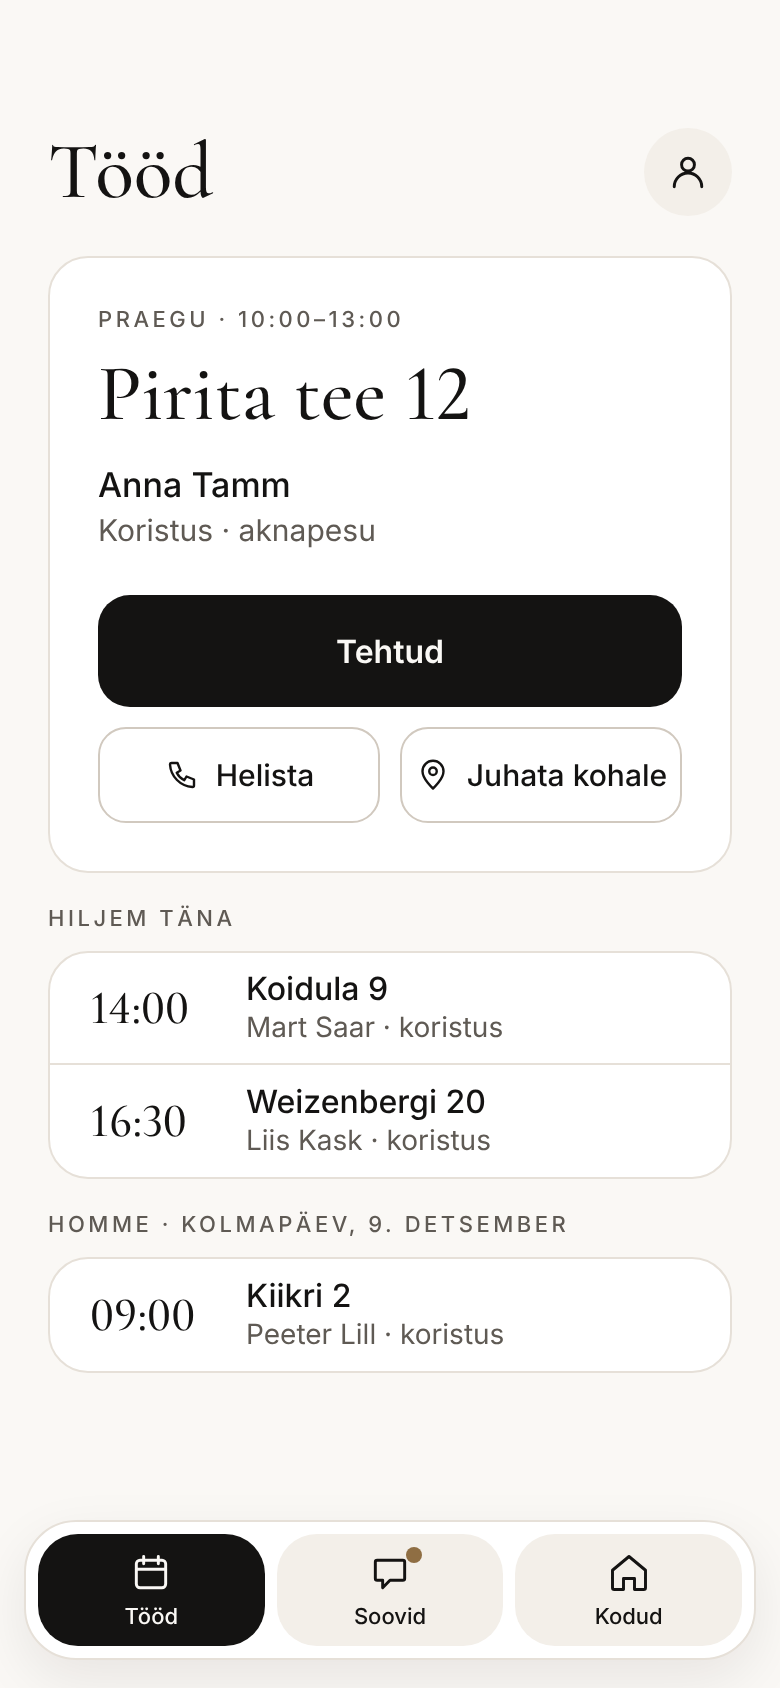 Tööd
PRAEGU · 10:00–13:00
Pirita tee 12
Anna Tamm
Koristus · aknapesu
Tehtud
Helista
Juhata kohale
HILJEM TÄNA
14:00
Koidula 9
Mart Saar · koristus
16:30
Weizenbergi 20
Liis Kask · koristus
HOMME · KOLMAPÄEV, 9. DETSEMBER
09:00
Kiikri 2
Peeter Lill · koristus
Tööd
Soovid
Kodud